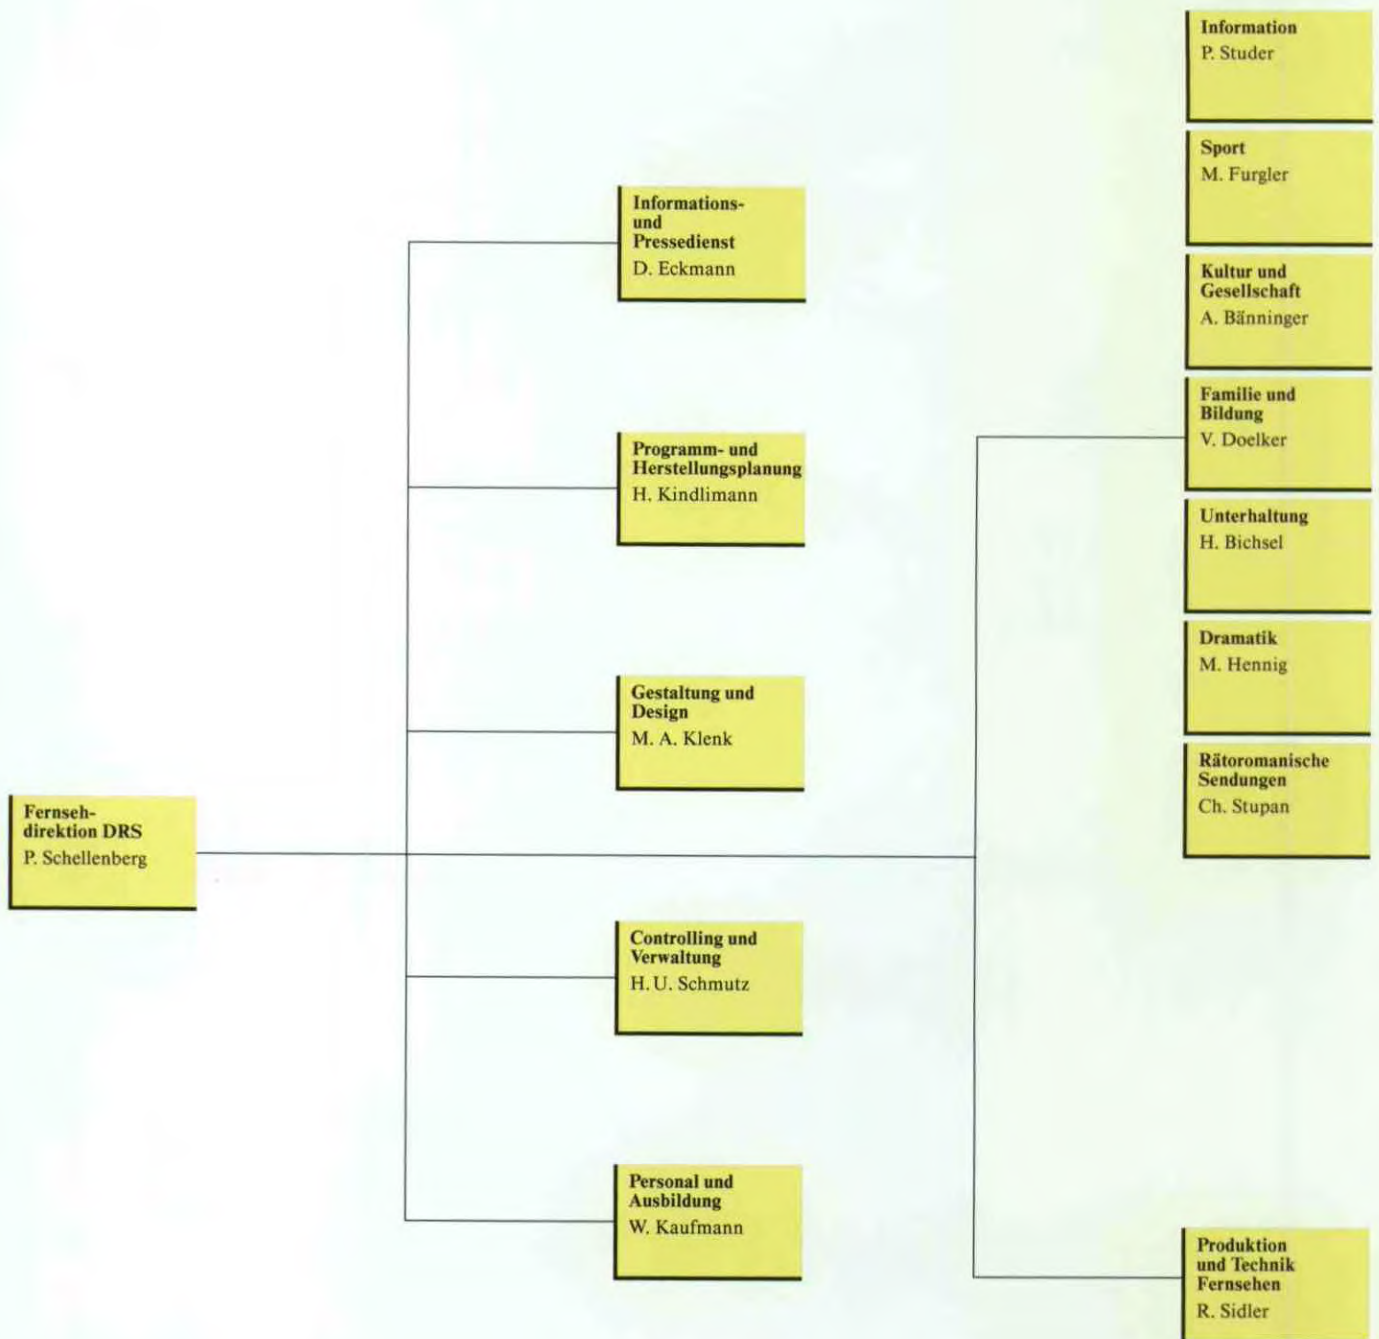 Fernseh-
direktion DRS
P. Schellenberg
Informations-
und
Pressedienst
D. Eckmann
Programm- und
Herstellungsplanung
H. Kindlimann
Gestaltung und
Design
M. A. Klenk
Controlling und
Verwaltung
H. U. Schmutz
Personal und
Ausbildung
W. Kaufmann
Information
P. Studer
Sport
M. Furgler
Kultur und
Gesellschaft
A. Bänninger
Familie und
Bildung
V. Doelker
Unterhaltung
H. Bichsel
Dramatik
M. Hennig
Rätoromanische
Sendungen
Ch. Stupan
Produktion
und Technik
Fernsehen
R. Sidler